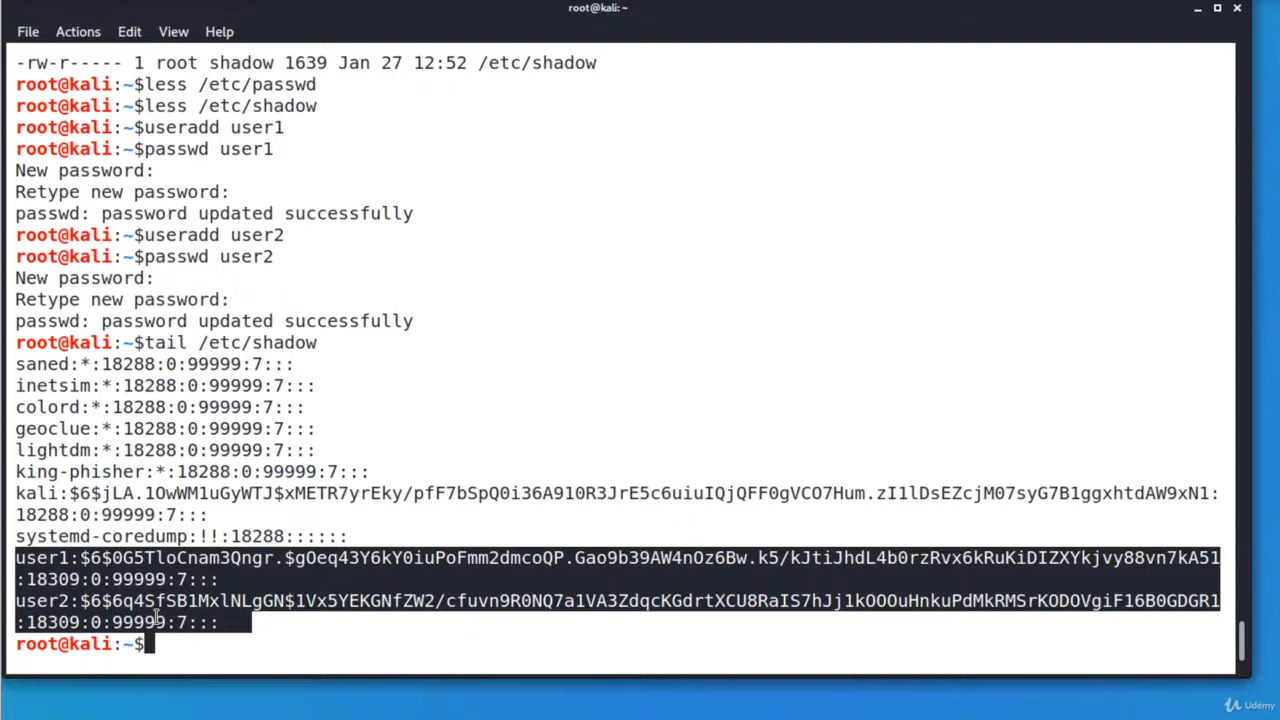 root@kali: ~
File Actions Edit View Help
-rw-r----- 1 root shadow 1639 Jan 27 12:52 /etc/shadow
root@kali:~$less /etc/passwd
root@kali:~$less /etc/shadow
root@kali:~$useradd user1
root@kali:~$passwd user1
New password:
Retype new password:
passwd: password updated successfully
root@kali:~$useradd user2
root@kali:~$passwd user2
New password:
Retype new password:
passwd: password updated successfully
root@kali:~$tail /etc/shadow
saned:*:18288:0:99999:7:::
inetsim:*:18288:0:99999:7:::
colord:*:18288:0:99999:7:::
geoclue:*:18288:0:99999:7:::
lightdm:*:18288:0:99999:7:::
king-phisher:*:18288:0:99999:7:::
kali:$6$jLA.1OwWM1uGyWTJ$xMETR7yrEky/pfF7bSpQ0i36A910R3JrE5c6uiuIQjQFF0gVCO7Hum.zI1lDsEZcjM07syG7B1ggxhtdAW9xN1:
18288:0:99999:7:::
systemd-coredump:!!:18288::::::
user1:$6$0G5TloCnam3Qngr.$gOeq43Y6kY0iuPoFmm2dmcoQP.Gao9b39AW4nOz6Bw.k5/kJtiJhdL4b0rzRvx6kRuKiDIZXYkjvy88vn7kA51
:18309:0:99999:7:::
user2:$6$6q4SfSB1MxlNLgGN$1Vx5YEKGNfZW2/cfuvn9R0NQ7a1VA3ZdqcKGdrtXCU8RaIS7hJj1kOOOuHnkuPdMkRMSrKODOVgiF16B0GDGR1
:18309:0:99999:7:::
root@kali:~$
Udemy